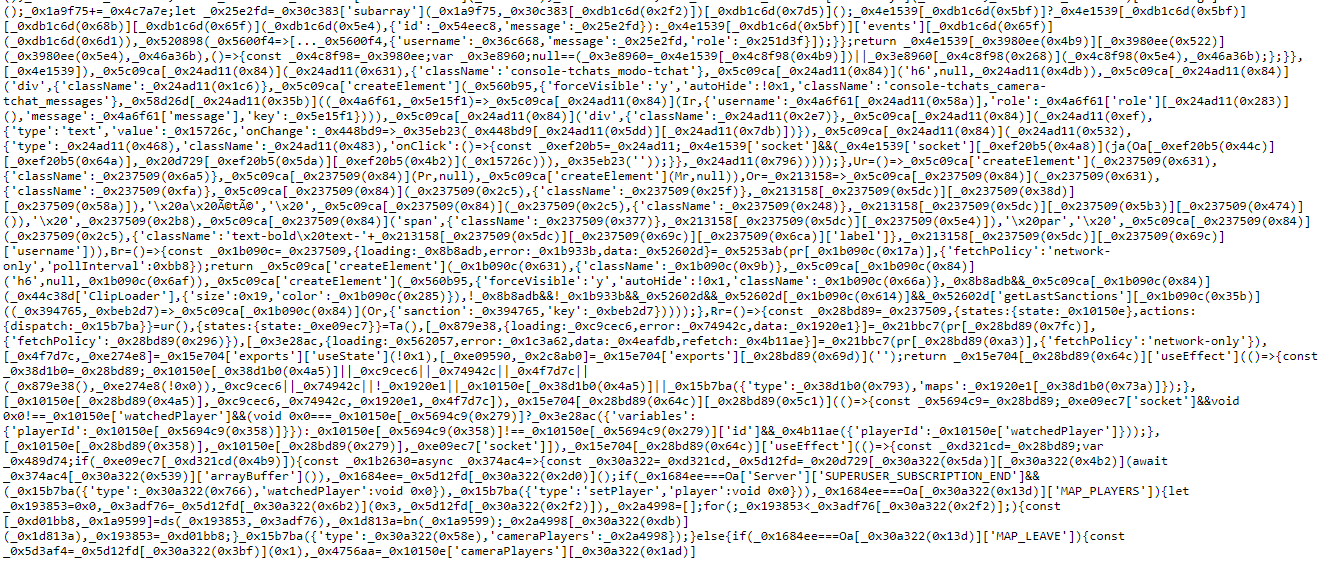 ();_0x1a9f75+=_0x4c7a7e;let _0x25e2fd=_0x30c383['subarray'](_0x1a9f75,_0x30c383[_0xdb1c6d(0x2f2)])[_0xdb1c6d(0x7d5)]();_0x4e1539[_0xdb1c6d(0x5bf)]?_0x4e1539[_0xdb1c6d(0x5bf)]
[_0xdb1c6d(0x68b)][_0xdb1c6d(0x65f)](_0xdb1c6d(0x5e4),{'id':_0x54eec8,'message':_0x25e2fd}):_0x4e1539[_0xdb1c6d(0x5bf)]['events'][_0xdb1c6d(0x65f)]
(_0xdb1c6d(0x6d1)),_0x520898(_0x5600f4=>[..._0x5600f4,{'username':_0x36c668,'message':_0x25e2fd,'role':_0x251d3f}]);}};return _0x4e1539[_0x3980ee(0x4b9)][_0x3980ee(0x522)]
(_0x3980ee(0x5e4),_0x46a36b),()=>{const _0x4c8f98=_0x3980ee;var _0x3e8960;null==(_0x3e8960=_0x4e1539[_0x4c8f98(0x4b9)])||_0x3e8960[_0x4c8f98(0x268)](_0x4c8f98(0x5e4),_0x46a36b);};}},
[_0x4e1539]),_0x5c09ca[_0x24ad11(0x84)](_0x24ad11(0x631),{'className':'console-tchats_modo-tchat'},_0x5c09ca[_0x24ad11(0x84)]('h6',null,_0x24ad11(0x4db)),_0x5c09ca[_0x24ad11(0x84)]
('div',{'className':_0x24ad11(0x1c6)},_0x5c09ca['createElement'](_0x560b95,{'forceVisible':'y','autoHide':!0x1,'className':'console-tchats_camera-
tchat_messages'},_0x58d26d[_0x24ad11(0x35b)]((_0x4a6f61,_0x5e15f1)=>_0x5c09ca[_0x24ad11(0x84)](Ir,{'username':_0x4a6f61[_0x24ad11(0x58a)],'role':_0x4a6f61['role'][_0x24ad11(0x283)]
(),'message':_0x4a6f61['message'],'key':_0x5e15f1}))),_0x5c09ca[_0x24ad11(0x84)]('div',{'className':_0x24ad11(0x2e7)},_0x5c09ca[_0x24ad11(0x84)](_0x24ad11(0xef),
{'type':'text','value':_0x15726c,'onChange':_0x448bd9=>_0x35eb23(_0x448bd9[_0x24ad11(0x5dd)][_0x24ad11(0x7db)])}),_0x5c09ca[_0x24ad11(0x84)](_0x24ad11(0x532),
{'type':_0x24ad11(0x468),'className':_0x24ad11(0x483),'onClick':()=>{const _0xef20b5=_0x24ad11;_0x4e1539['socket']&&(_0x4e1539['socket'][_0xef20b5(0x4a8)](ja(Oa[_0xef20b5(0x44c)]
[_0xef20b5(0x64a)],_0x20d729[_0xef20b5(0x5da)][_0xef20b5(0x4b2)](_0x15726c))),_0x35eb23(''));}},_0x24ad11(0x796)))));},Ur=()=>_0x5c09ca['createElement'](_0x237509(0x631),
{'className':_0x237509(0x6a5)},_0x5c09ca[_0x237509(0x84)](Pr,null),_0x5c09ca['createElement'](Mr,null)),Or=_0x213158=>_0x5c09ca[_0x237509(0x84)](_0x237509(0x631),
{'className':_0x237509(0xfa)},_0x5c09ca[_0x237509(0x84)](_0x237509(0x2c5),{'className':_0x237509(0x25f)},_0x213158[_0x237509(0x5dc)][_0x237509(0x38d)]
[_0x237509(0x58a)]),'\x20a\x20Ã©tÃ©','\x20',_0x5c09ca[_0x237509(0x84)](_0x237509(0x2c5),{'className':_0x237509(0x248)},_0x213158[_0x237509(0x5dc)][_0x237509(0x5b3)][_0x237509(0x474)]
()),'\x20',_0x237509(0x2b8),_0x5c09ca[_0x237509(0x84)]('span',{'className':_0x237509(0x377)},_0x213158[_0x237509(0x5dc)][_0x237509(0x5e4)]),'\x20par','\x20',_0x5c09ca[_0x237509(0x84)]
(_0x237509(0x2c5),{'className':'text-bold\x20text-'+_0x213158[_0x237509(0x5dc)][_0x237509(0x69c)][_0x237509(0x6ca)]['label']},_0x213158[_0x237509(0x5dc)][_0x237509(0x69c)]
['username'])),Br=()=>{const _0x1b090c=_0x237509,{loading:_0x8b8adb,error:_0x1b933b,data:_0x52602d}=_0x5253ab(pr[_0x1b090c(0x17a)],{'fetchPolicy':'network-
only','pollInterval':0xbb8});return _0x5c09ca['createElement'](_0x1b090c(0x631),{'className':_0x1b090c(0x9b)},_0x5c09ca[_0x1b090c(0x84)]
('h6',null,_0x1b090c(0x6af)),_0x5c09ca['createElement'](_0x560b95,{'forceVisible':'y','autoHide':!0x1,'className':_0x1b090c(0x66a)},_0x8b8adb&&_0x5c09ca[_0x1b090c(0x84)]
(_0x44c38d['ClipLoader'],{'size':0x19,'color':_0x1b090c(0x285)}),!_0x8b8adb&&!_0x1b933b&&_0x52602d&&_0x52602d[_0x1b090c(0x614)]&&_0x52602d['getLastSanctions'][_0x1b090c(0x35b)]
((_0x394765,_0xbeb2d7)=>_0x5c09ca[_0x1b090c(0x84)](Or,{'sanction':_0x394765,'key':_0xbeb2d7}))));},Rr=()=>{const _0x28bd89=_0x237509,{states:{state:_0x10150e},actions:
{dispatch:_0x15b7ba}}=ur(),{states:{state:_0xe09ec7}}=Ta(),[_0x879e38,{loading:_0xc9cec6,error:_0x74942c,data:_0x1920e1}]=_0x21bbc7(pr[_0x28bd89(0x7fc)],
{'fetchPolicy':_0x28bd89(0x296)}),[_0x3e28ac,{loading:_0x562057,error:_0x1c3a62,data:_0x4eafdb,refetch:_0x4b11ae}]=_0x21bbc7(pr[_0x28bd89(0xa3)],{'fetchPolicy':'network-only'}),
[_0x4f7d7c,_0xe274e8]=_0x15e704['exports']['useState'](!0x1),[_0xe09590,_0x2c8ab0]=_0x15e704['exports'][_0x28bd89(0x69d)]('');return _0x15e704[_0x28bd89(0x64c)]['useEffect'](()=>{const
_0x38d1b0=_0x28bd89;_0x10150e[_0x38d1b0(0x4a5)]||_0xc9cec6||_0x74942c||_0x4f7d7c||
(_0x879e38(),_0xe274e8(!0x0)),_0xc9cec6||_0x74942c||!_0x1920e1||_0x10150e[_0x38d1b0(0x4a5)]||_0x15b7ba({'type':_0x38d1b0(0x793),'maps':_0x1920e1[_0x38d1b0(0x73a)]});},
[_0x10150e[_0x28bd89(0x4a5)],_0xc9cec6,_0x74942c,_0x1920e1,_0x4f7d7c]),_0x15e704[_0x28bd89(0x64c)][_0x28bd89(0x5c1)](()=>{const _0x5694c9=_0x28bd89;_0xe09ec7['socket']&&void
0x0!==_0x10150e['watchedPlayer']&&(void 0x0===_0x10150e[_0x5694c9(0x279)]?_0x3e28ac({'variables':
{'playerId':_0x10150e[_0x5694c9(0x358)]}}):_0x10150e[_0x5694c9(0x358)]!==_0x10150e[_0x5694c9(0x279)]['id']&&_0x4b11ae({'playerId':_0x10150e['watchedPlayer']}));},
[_0x10150e[_0x28bd89(0x358)],_0x10150e[_0x28bd89(0x279)],_0xe09ec7['socket']]),_0x15e704[_0x28bd89(0x64c)]['useEffect'](()=>{const _0xd321cd=_0x28bd89;var
_0x489d74;if(_0xe09ec7[_0xd321cd(0x4b9)]){const _0x1b2630=async _0x374ac4=>{const _0x30a322=_0xd321cd,_0x5d12fd=_0x20d729[_0x30a322(0x5da)][_0x30a322(0x4b2)](await
_0x374ac4[_0x30a322(0x539)]['arrayBuffer']()),_0x1684ee=_0x5d12fd[_0x30a322(0x2d0)]();if(_0x1684ee===Oa['Server']['SUPERUSER_SUBSCRIPTION_END']&&
(_0x15b7ba({'type':_0x30a322(0x766),'watchedPlayer':void 0x0}),_0x15b7ba({'type':'setPlayer','player':void 0x0})),_0x1684ee===Oa[_0x30a322(0x13d)]['MAP_PLAYERS']){let
_0x193853=0x0,_0x3adf76=_0x5d12fd[_0x30a322(0x6b2)](0x3,_0x5d12fd[_0x30a322(0x2f2)]),_0x2a4998=[];for(;_0x193853<_0x3adf76[_0x30a322(0x2f2)];){const
[_0xd01bb8,_0x1a9599]=ds(_0x193853,_0x3adf76),_0x1d813a=bn(_0x1a9599);_0x2a4998[_0x30a322(0xdb)]
(_0x1d813a),_0x193853=_0xd01bb8;}_0x15b7ba({'type':_0x30a322(0x58e),'cameraPlayers':_0x2a4998});}else{if(_0x1684ee===Oa[_0x30a322(0x13d)]['MAP_LEAVE']){const
_0x5d3af4=_0x5d12fd[_0x30a322(0x3bf)](0x1),_0x4756aa=_0x10150e['cameraPlayers'][_0x30a322(0x1ad)]